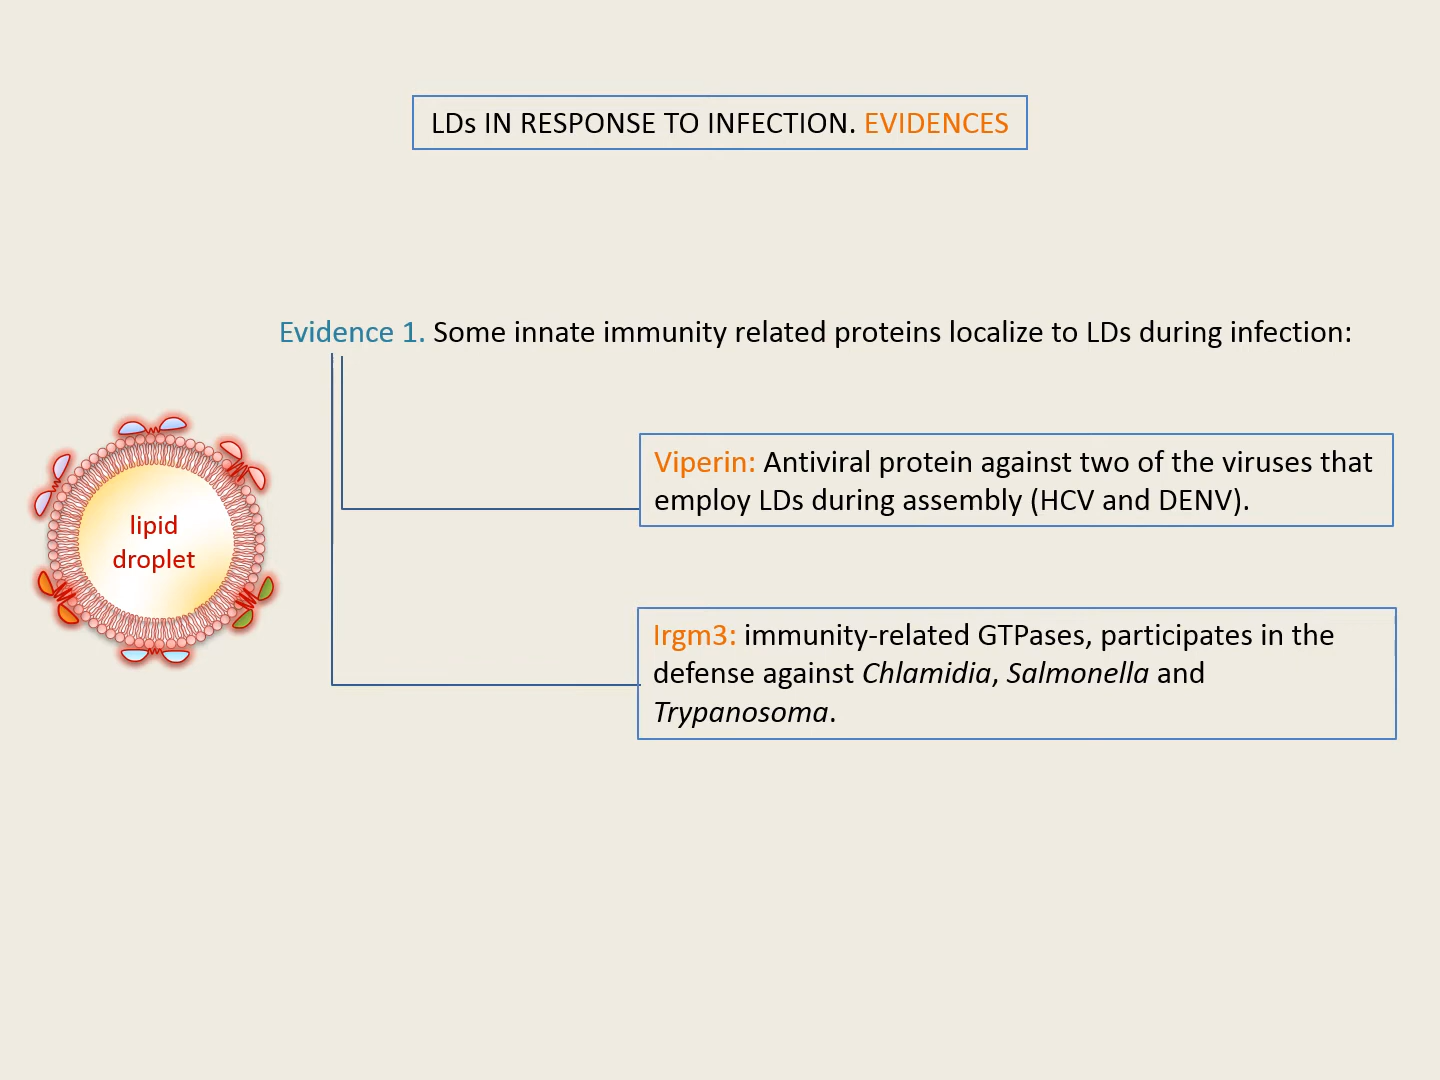 LDs IN RESPONSE TO INFECTION. EVIDENCES
Evidence 1. Some innate immunity related proteins localize to LDs during infection:
Viperin: Antiviral protein against two of the viruses that
employ LDs during assembly (HCV and DENV).
lipid
droplet
Irgm3: immunity-related GTPases, participates in the
defense against Chlamidia, Salmonella and
Trypanosoma.